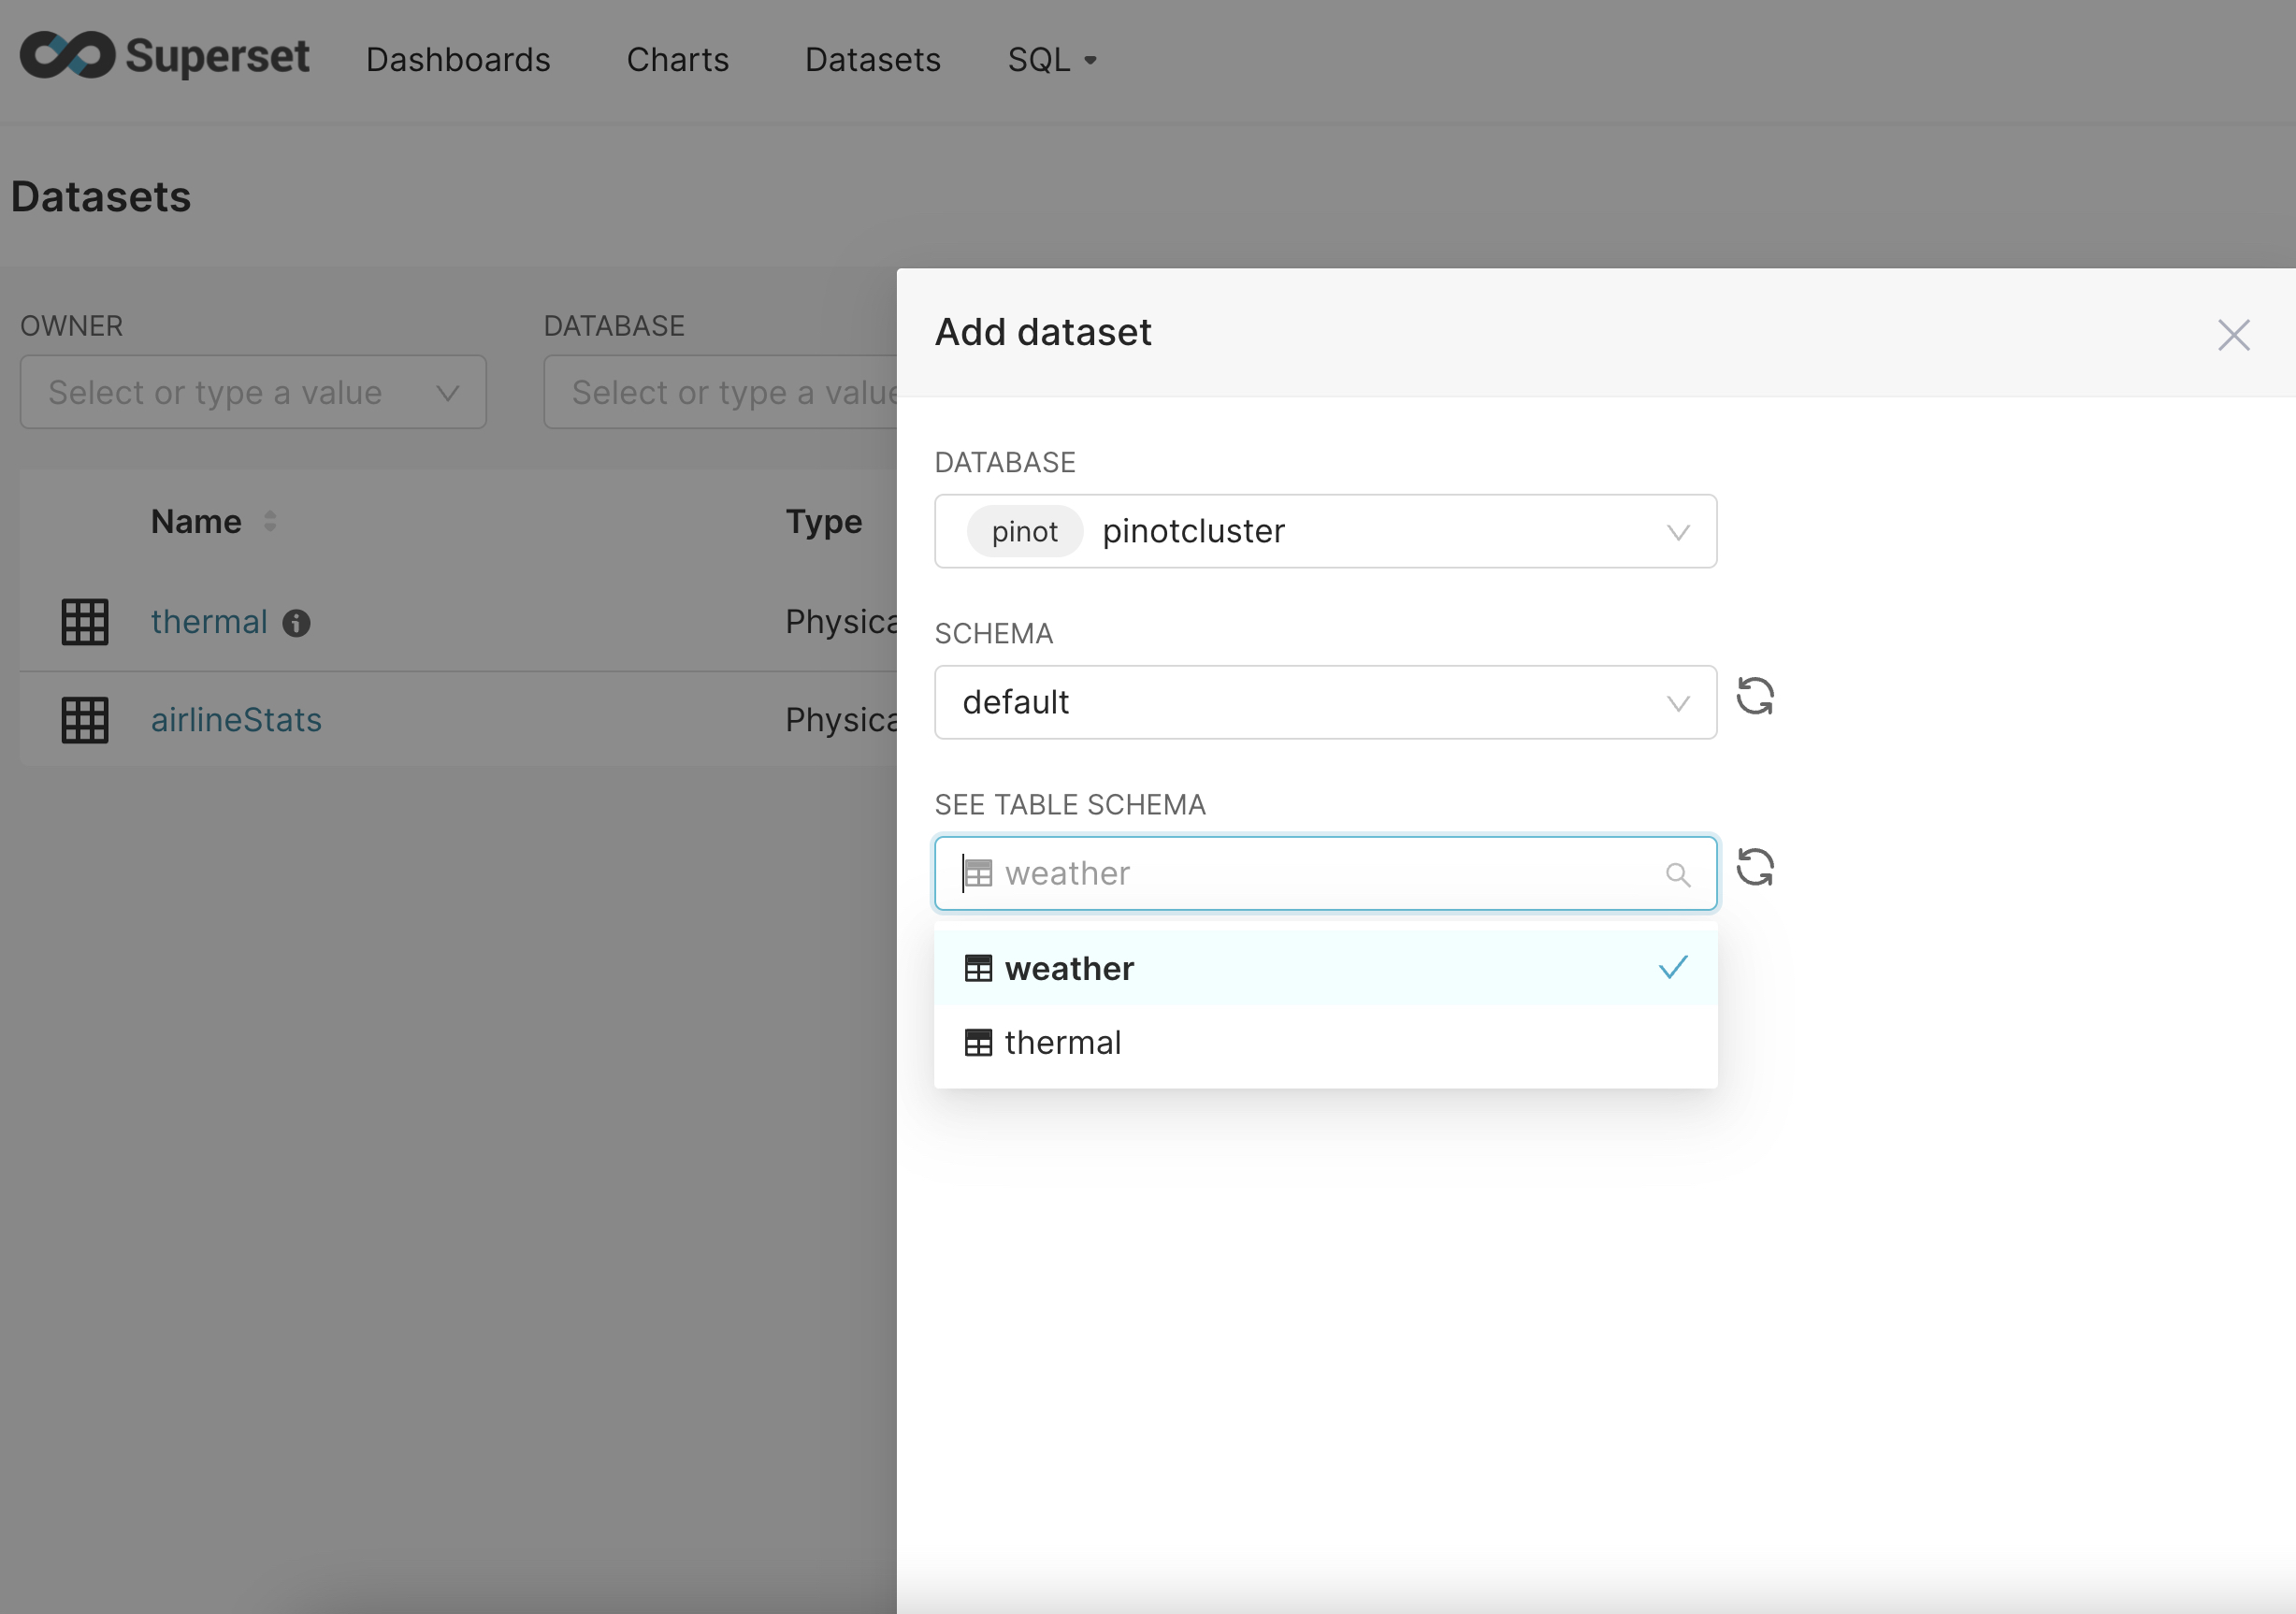 Superset Dashboards Charts Datasets SQL
Datasets
OWNER DATABASE
Select or type a value Select or type a value
Name Type
thermal Physica
airlineStats Physica
Add dataset
DATABASE
pinot pinotcluster
SCHEMA
default
SEE TABLE SCHEMA
weather
weather
thermal